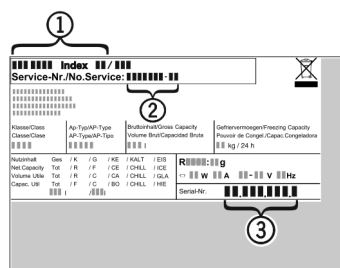 1
Index /
Service-Nr./No.Service: -
2
Klasse/Class Ap-Typ/AP-Type Bruttoinhalt/Gross Capacity Gefriervermoegen/Freezing Capacity
Classe/Clase AP-Type/AP-Tipo Volume Brut/Capacidad Brute Pouvoir de Congel./Capac.Congeladora
l kg / 24 h
Nutzinhalt Ges / K / G / KE / KALT / EIS R : g
Net.Capacity Tot / R / F / CE / CHILL / ICE
Volume Utile Tot / R / C / CA / CHILL / GLA W A - V Hz
Capac. Util Tot / F / C / BO / CHILL / HIE
l / l Serial-Nr. . . .
3